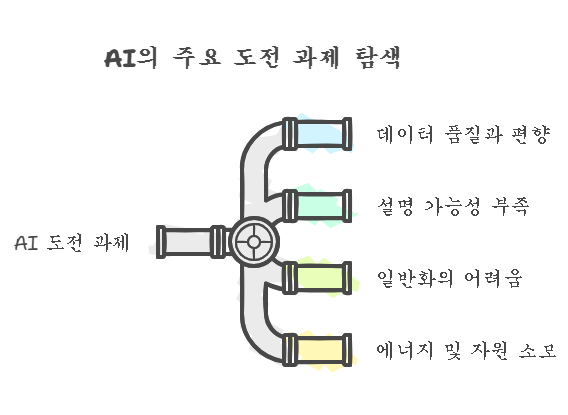 AI의 주요 도전 과제 탐색
데이터 품질과 편향
설명 가능성 부족
AI 도전 과제
일반화의 어려움
에너지 및 자원 소모